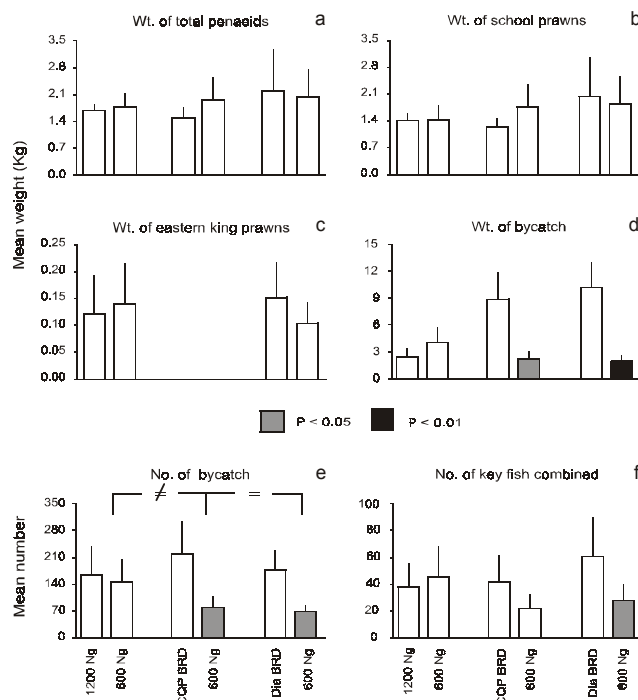 Wt. of total penaeids a
3.5
2.8
2.1
1.4
0.7
0.0
Wt. of school prawns b
3.5
2.8
2.1
1.4
0.7
0.0
Mean weight (Kg)
Wt. of eastern king prawns c
0.25
0.20
0.15
0.10
0.05
0.00
Wt. of bycatch d
15
12
9
6
3
0
P < 0.05
P < 0.01
No. of bycatch e
350
280
210
140
70
0
≠
=
No. of key fish combined f
100
80
60
40
20
0
Mean number
1200 Ng
600 Ng
CQP BRD
600 Ng
Dia BRD
600 Ng
1200 Ng
600 Ng
CQP BRD
600 Ng
Dia BRD
600 Ng